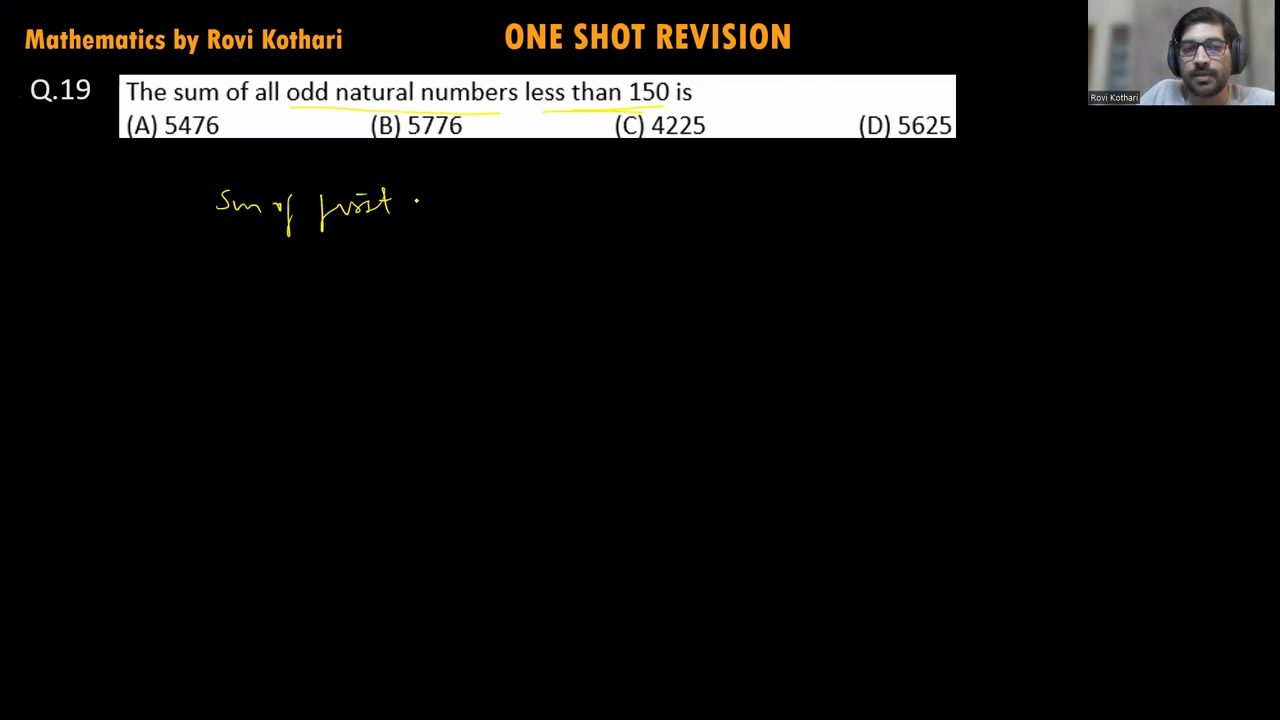 Mathematics by Rovi Kothari
ONE SHOT REVISION
Rovi Kothari
Q.19
The sum of all odd natural numbers less than 150 is
(A) 5476 (B) 5776 (C) 4225 (D) 5625
Sum of first